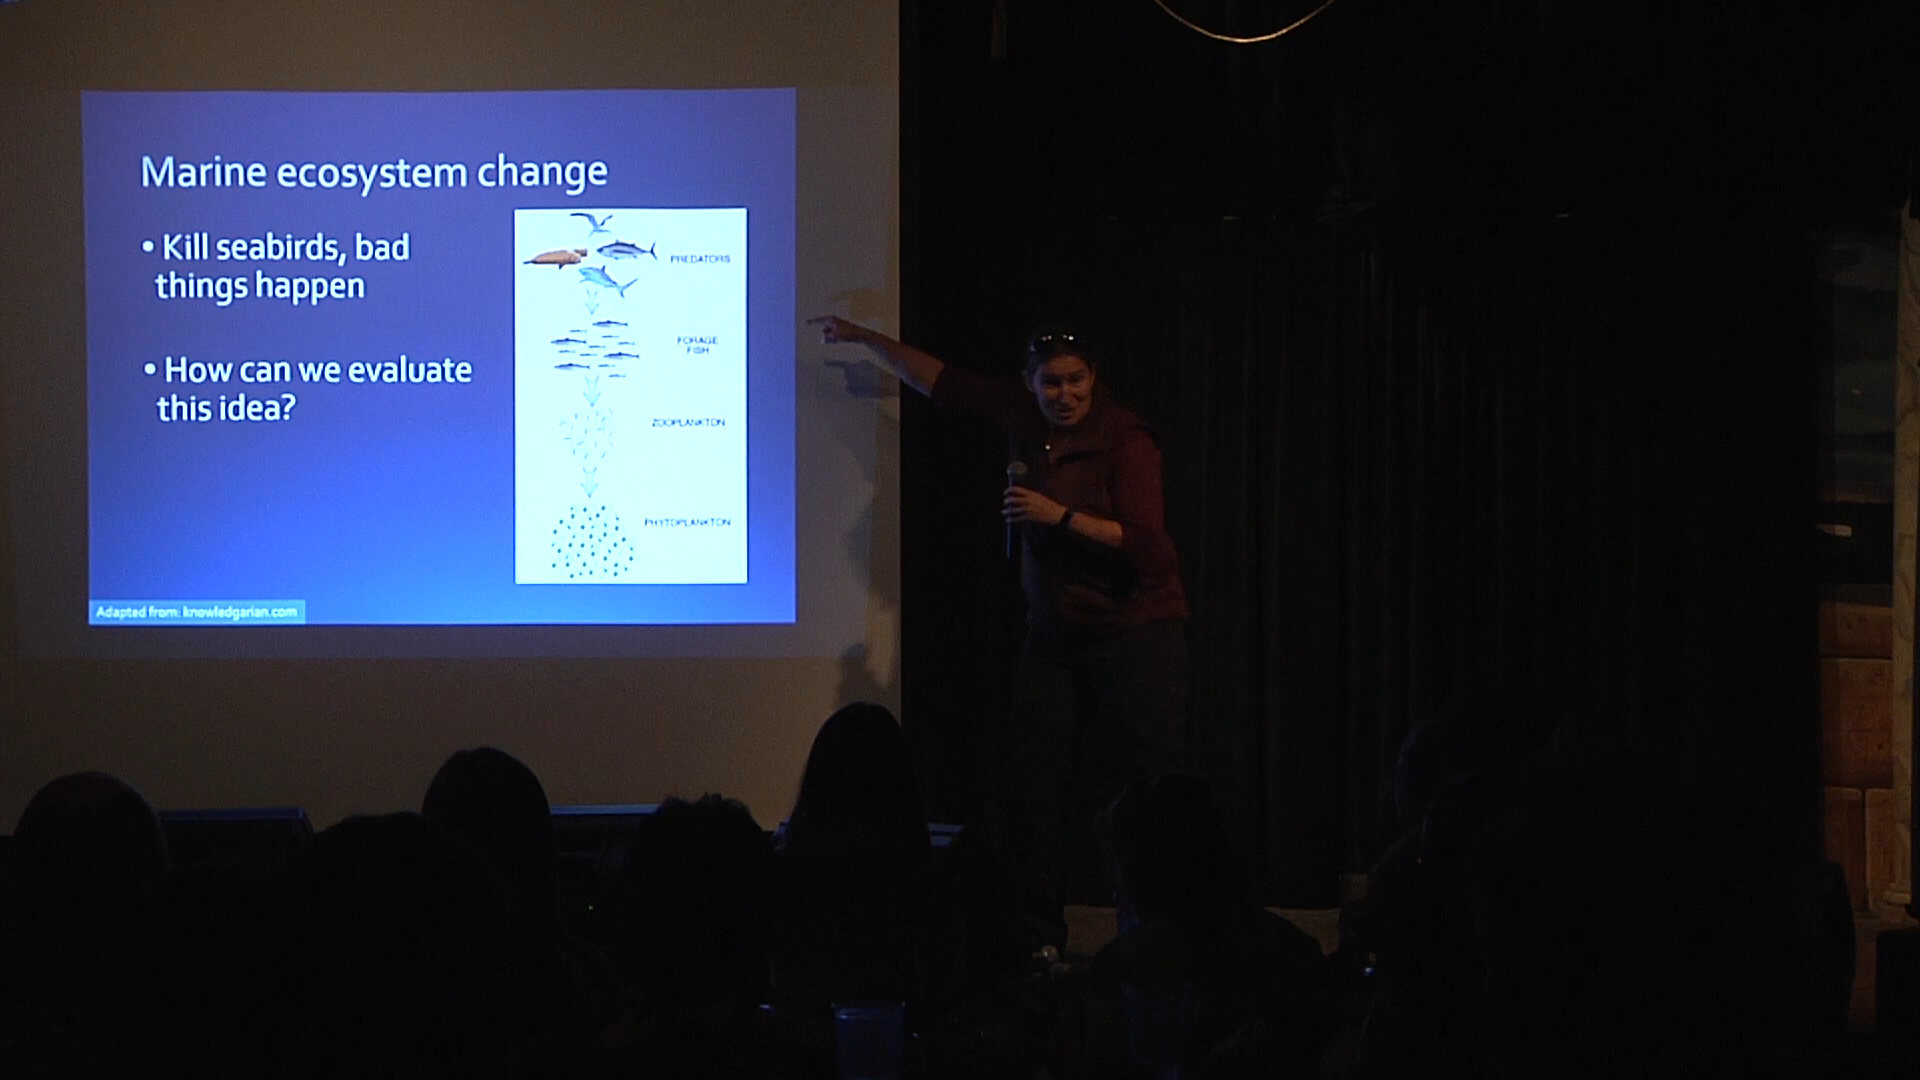 Marine ecosystem change
• Kill seabirds, bad
things happen
• How can we evaluate
this idea?
PREDATORS
FORAGE
FISH
ZOOPLANKTON
PHYTOPLANKTON
Adapted from: knowledgarian.com